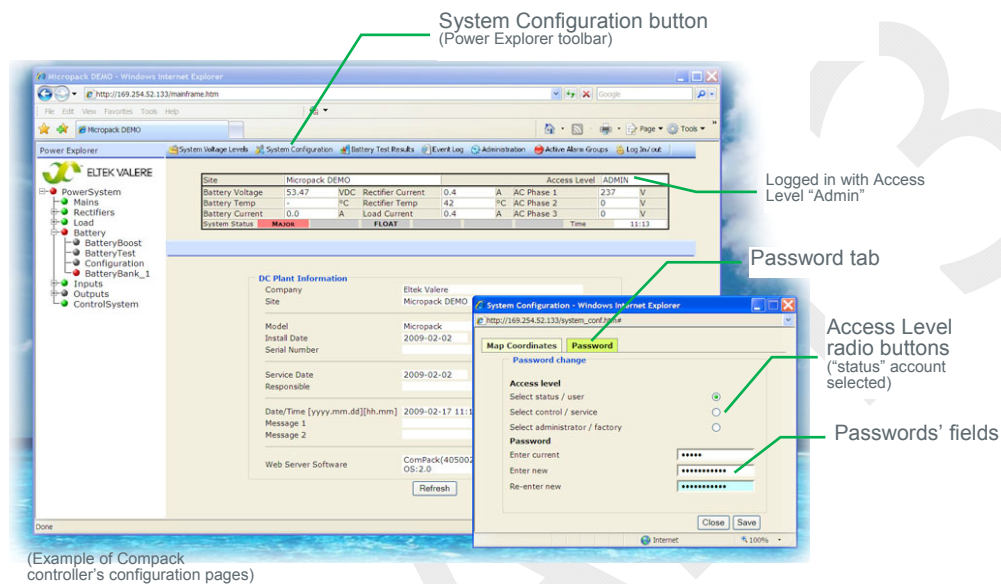 System Configuration button
(Power Explorer toolbar)
Micropack DEMO - Windows Internet Explorer
http://169.254.52.133/mainframe.htm
Google
File Edit View Favorites Tools Help
Micropack DEMO
Page Tools
Power Explorer
System Voltage Levels System Configuration Battery Test Results Event Log Administration Active Alarm Groups Log In/out
ELTEK VALERE
PowerSystem
Mains
Rectifiers
Load
Battery
BatteryBoost
BatteryTest
Configuration
BatteryBank_1
Inputs
Outputs
ControlSystem
Site Micropack DEMO Access Level ADMIN
Battery Voltage 53.47 VDC Rectifier Current 0.4 A AC Phase 1 237 V
Battery Temp - °C Rectifier Temp 42 °C AC Phase 2 0 V
Battery Current 0.0 A Load Current 0.4 A AC Phase 3 0 V
System Status MAJOR FLOAT Time 11:13
Logged in with Access
Level “Admin”
DC Plant Information
Company Eltek Valere
Site Micropack DEMO
Model Micropack
Install Date 2009-02-02
Serial Number
Service Date 2009-02-02
Responsible
Date/Time [yyyy.mm.dd][hh.mm] 2009-02-17 11:1
Message 1
Message 2
Web Server Software ComPack(405002
OS:2.0
Refresh
Done
Password tab
System Configuration - Windows Internet Explorer
http://169.254.52.133/system_conf.htm#
Map Coordinates Password
Password change
Access level
Select status / user
Select control / service
Select administrator / factory
Password
Enter current •••••
Enter new •••••••••••
Re-enter new •••••••••••
Close Save
Internet 100%
Access Level
radio buttons
(“status” account
selected)
Passwords’ fields
(Example of Compack
controller’s configuration pages)